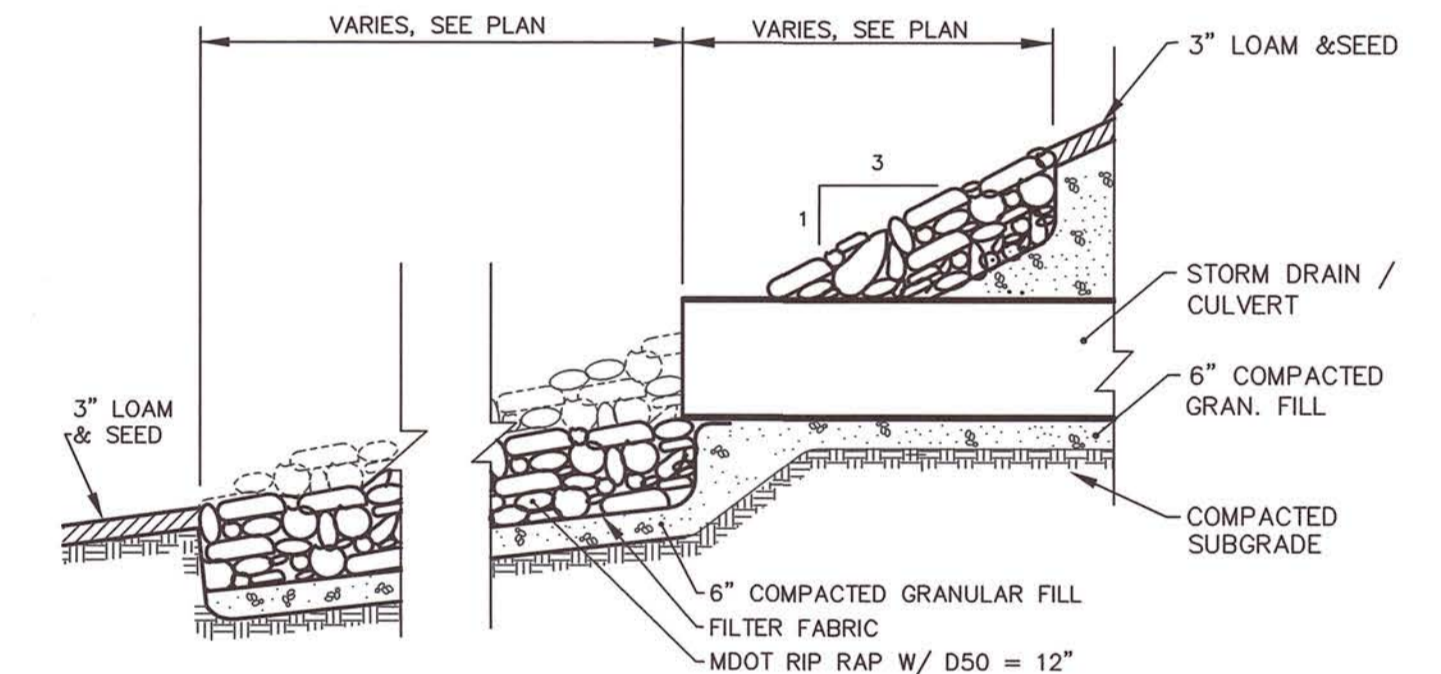 VARIES, SEE PLAN
VARIES, SEE PLAN
3" LOAM &SEED
3
1
STORM DRAIN /
CULVERT
6" COMPACTED
GRAN. FILL
3" LOAM
& SEED
COMPACTED
SUBGRADE
6" COMPACTED GRANULAR FILL
FILTER FABRIC
MDOT RIP RAP W/ D50 = 12"